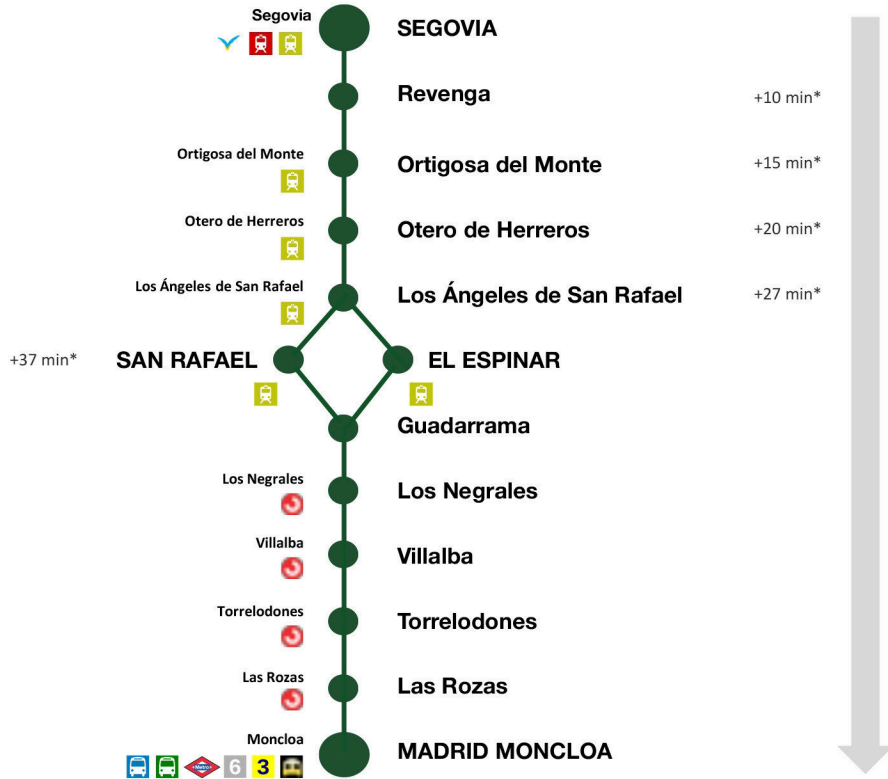 Segovia
SEGOVIA
Revenga +10 min*
Ortigosa del Monte
Ortigosa del Monte +15 min*
Otero de Herreros
Otero de Herreros +20 min*
Los Ángeles de San Rafael
Los Ángeles de San Rafael +27 min*
+37 min* SAN RAFAEL EL ESPINAR
Guadarrama
Los Negrales
Los Negrales
Villalba
Villalba
Torrelodones
Torrelodones
Las Rozas
Las Rozas
Moncloa
MADRID MONCLOA
Metro 6 3